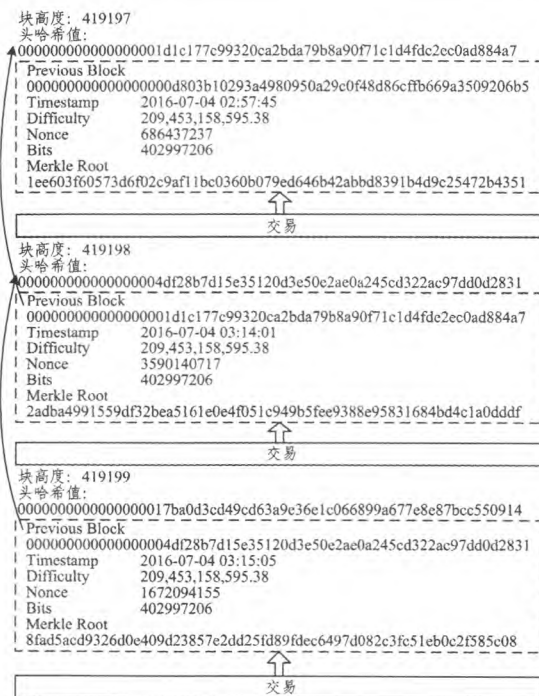 块高度: 419197
头哈希值:
0000000000000000001d1c177c99320ca2bda79b8a90f71c1d4fdc2ec0ad884a7
Previous Block
000000000000000000d803b10293a4980950a29c0f48d86cffb669a3509206b5
Timestamp 2016-07-04 02:57:45
Difficulty 209,453,158,595.38
Nonce 686437237
Bits 402997206
Merkle Root
1ee603f60573d6f02c9af11bc0360b079ed646b42abbd8391b4d9c25472b4351
交易
块高度: 419198
头哈希值:
000000000000000004df28b7d15e35120d3e50c2ae0a245cd322ac97dd0d2831
Previous Block
0000000000000000001d1c177c99320ca2bda79b8a90f71c1d4fdc2ec0ad884a7
Timestamp 2016-07-04 03:14:01
Difficulty 209,453,158,595.38
Nonce 3590140717
Bits 402997206
Merkle Root
2adba4991559df32bea5161e0e4f051c949b5fee9388e95831684bd4c1a0dddf
交易
块高度: 419199
头哈希值:
0000000000000000017ba0d3cd49cd63a9e36e1c066899a677e8e87bcc550914
Previous Block
000000000000000004df28b7d15e35120d3e50e2ae0a245cd322ac97dd0d2831
Timestamp 2016-07-04 03:15:05
Difficulty 209,453,158,595.38
Nonce 1672094155
Bits 402997206
Merkle Root
8fad5acd9326d0e409d23857e2dd25fd89fdec6497d082c3fc51eb0c2f585c08
交易